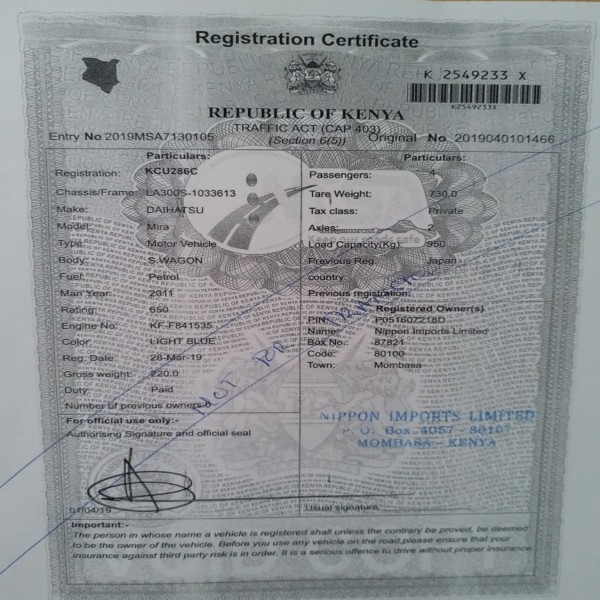 Registration Certificate
K 2549233 X
K2549233X
REPUBLIC OF KENYA
TRAFFIC ACT (CAP 403)
(Section 6(5))
Entry No 2019MSA7130105
Original No. 2019040101466
Particulars:
Registration: KCU286C
Chassis/Frame: LA300S-1033613
Make: DAIHATSU
Model: Mira
Type: Motor Vehicle
Body: S.WAGON
Fuel: Petrol
Man Year: 2011
Rating: 650
Engine No: KF-F841535
Color: LIGHT BLUE
Reg. Date: 28-Mar-19
Gross weight: 220.0
Duty: Paid
Number of previous owners:0
For official use only:-
Authorising Signature and official seal
01/04/19
Particulars:
Passengers: 4
Tare Weight: 730.0
Tax class: Private
Axles: 2
Load Capacity(Kg): 950
Previous Reg. Japan
country:
Previous registration:
Registered Owner(s)
PIN: P051607218D
Name: Nippon Imports Limited
Box No.: 87821
Code: 80100
Town: Mombasa
NOT FOR
NIPPON IMPORTS LIMITED
P. O. Box 4057 - 80107
MOMBASA - KENYA
Usual signature
Important:-
The person in whose name a vehicle is registered shall unless the contrary be proved, be deemed
to be the owner of the vehicle. Before you use any vehicle on the road,please ensure that your
insurance against third party risk is in order. It is a serious offence to drive without proper insurance